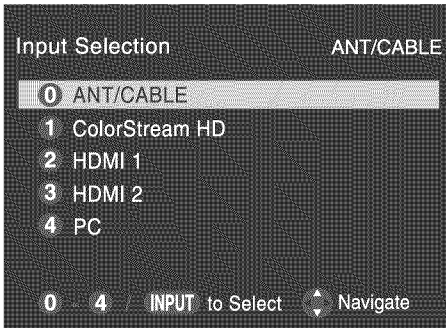 Input Selection ANT/CABLE
0 ANT/CABLE
1 ColorStream HD
2 HDMI 1
3 HDMI 2
4 PC
0 - 4 / INPUT to Select Navigate